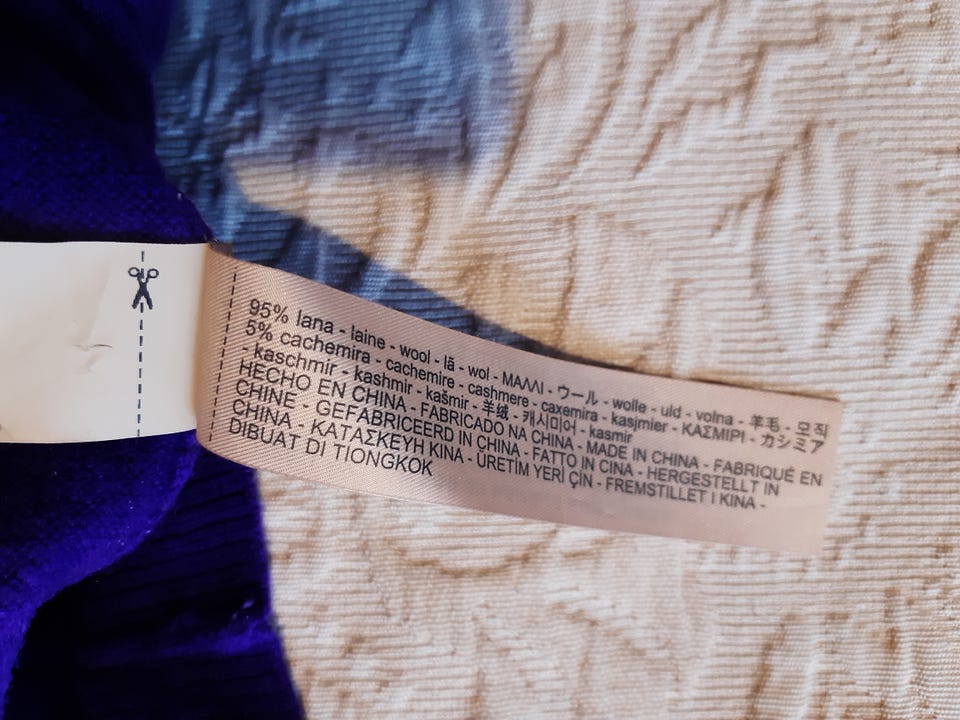 95% lana - laine - wool - lã - wol - ΜΑΛΛΙ - ウール - wolle - uld - volna - 羊毛 - 모직
5% cachemira - cachemire - cashmere - caxemira - kasjmier - ΚΑΣΜΙΡΙ - カシミア
- kaschmir - kashmir - kašmir - 羊绒 - 캐시미어 - kasmir
HECHO EN CHINA - FABRICADO NA CHINA - MADE IN CHINA - FABRIQUÉ EN
CHINE - GEFABRICEERD IN CHINA - FATTO IN CINA - HERGESTELLT IN
CHINA - ΚΑΤΑΣΚΕΥΗ KINA - ÜRETİM YERİ ÇİN - FREMSTILLET I KINA -
DIBUAT DI TIONGKOK